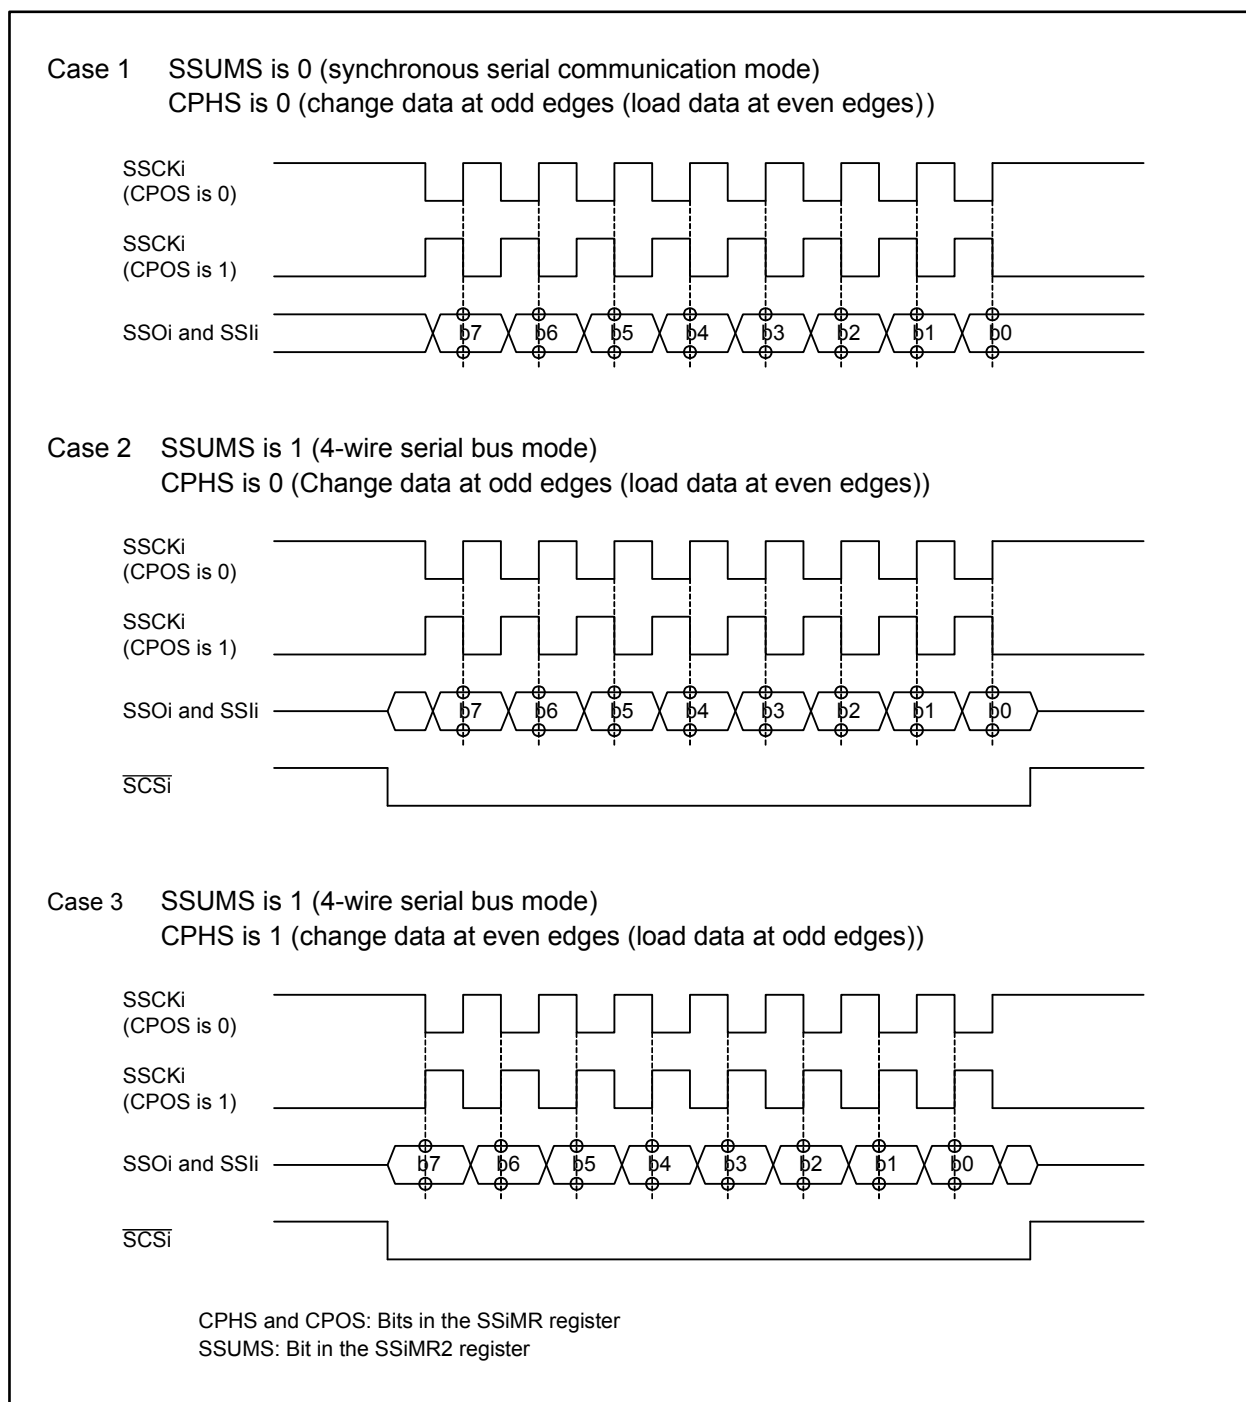 Case 1 SSUMS is 0 (synchronous serial communication mode)
CPHS is 0 (change data at odd edges (load data at even edges))
SSCKi
(CPOS is 0)
SSCKi
(CPOS is 1)
SSOi and SSIi b7 b6 b5 b4 b3 b2 b1 b0
Case 2 SSUMS is 1 (4-wire serial bus mode)
CPHS is 0 (Change data at odd edges (load data at even edges))
SSCKi
(CPOS is 0)
SSCKi
(CPOS is 1)
SSOi and SSIi b7 b6 b5 b4 b3 b2 b1 b0
SCSi
Case 3 SSUMS is 1 (4-wire serial bus mode)
CPHS is 1 (change data at even edges (load data at odd edges))
SSCKi
(CPOS is 0)
SSCKi
(CPOS is 1)
SSOi and SSIi b7 b6 b5 b4 b3 b2 b1 b0
SCSi
CPHS and CPOS: Bits in the SSiMR register
SSUMS: Bit in the SSiMR2 register